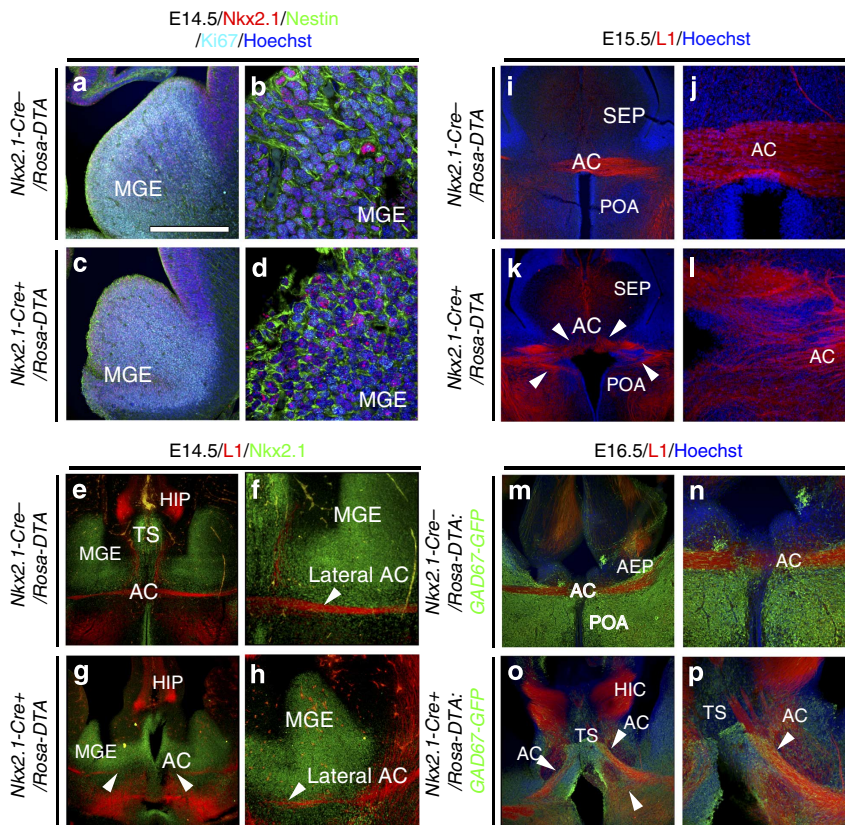 E14.5/Nkx2.1/Nestin
/Ki67/Hoechst
Nkx2.1-Cre–
/Rosa-DTA
a
MGE
b
MGE
Nkx2.1-Cre+
/Rosa-DTA
c
MGE
d
MGE
E15.5/L1/Hoechst
Nkx2.1-Cre–
/Rosa-DTA
i
SEP
AC
POA
j
AC
Nkx2.1-Cre+
/Rosa-DTA
k
SEP
AC
POA
l
AC
E14.5/L1/Nkx2.1
Nkx2.1-Cre–
/Rosa-DTA
e
HIP
TS
MGE
AC
f
MGE
Lateral AC
Nkx2.1-Cre+
/Rosa-DTA
g
HIP
MGE
AC
h
MGE
Lateral AC
E16.5/L1/Hoechst
Nkx2.1-Cre–
/Rosa-DTA:
GAD67-GFP
m
AEP
AC
POA
n
AC
Nkx2.1-Cre+
/Rosa-DTA:
GAD67-GFP
o
HIC
TS
AC
AC
p
TS
AC